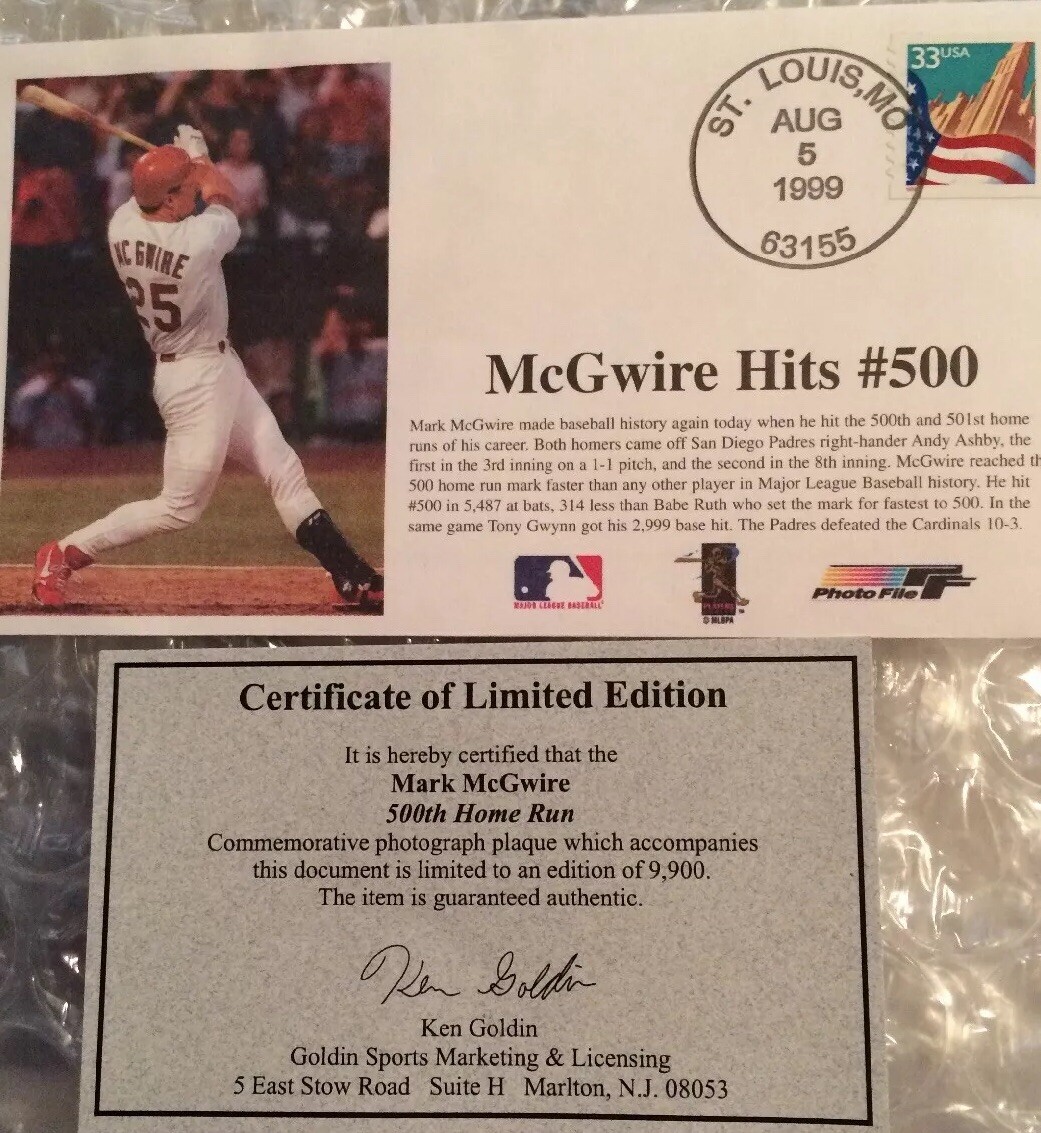 33USA
ST. LOUIS, MO
AUG
5
1999
63155
MC GWIRE
25
McGwire Hits #500
Mark McGwire made baseball history again today when he hit the 500th and 501st home
runs of his career. Both homers came off San Diego Padres right-hander Andy Ashby, the
first in the 3rd inning on a 1-1 pitch, and the second in the 8th inning. McGwire reached th
500 home run mark faster than any other player in Major League Baseball history. He hit
#500 in 5,487 at bats, 314 less than Babe Ruth who set the mark for fastest to 500. In the
same game Tony Gwynn got his 2,999 base hit. The Padres defeated the Cardinals 10-3.
MAJOR LEAGUE BASEBALL
PLAYERS
© MLBPA
Photo File
Certificate of Limited Edition
It is hereby certified that the
Mark McGwire
500th Home Run
Commemorative photograph plaque which accompanies
this document is limited to an edition of 9,900.
The item is guaranteed authentic.
Ken Goldin
Ken Goldin
Goldin Sports Marketing & Licensing
5 East Stow Road Suite H Marlton, N.J. 08053